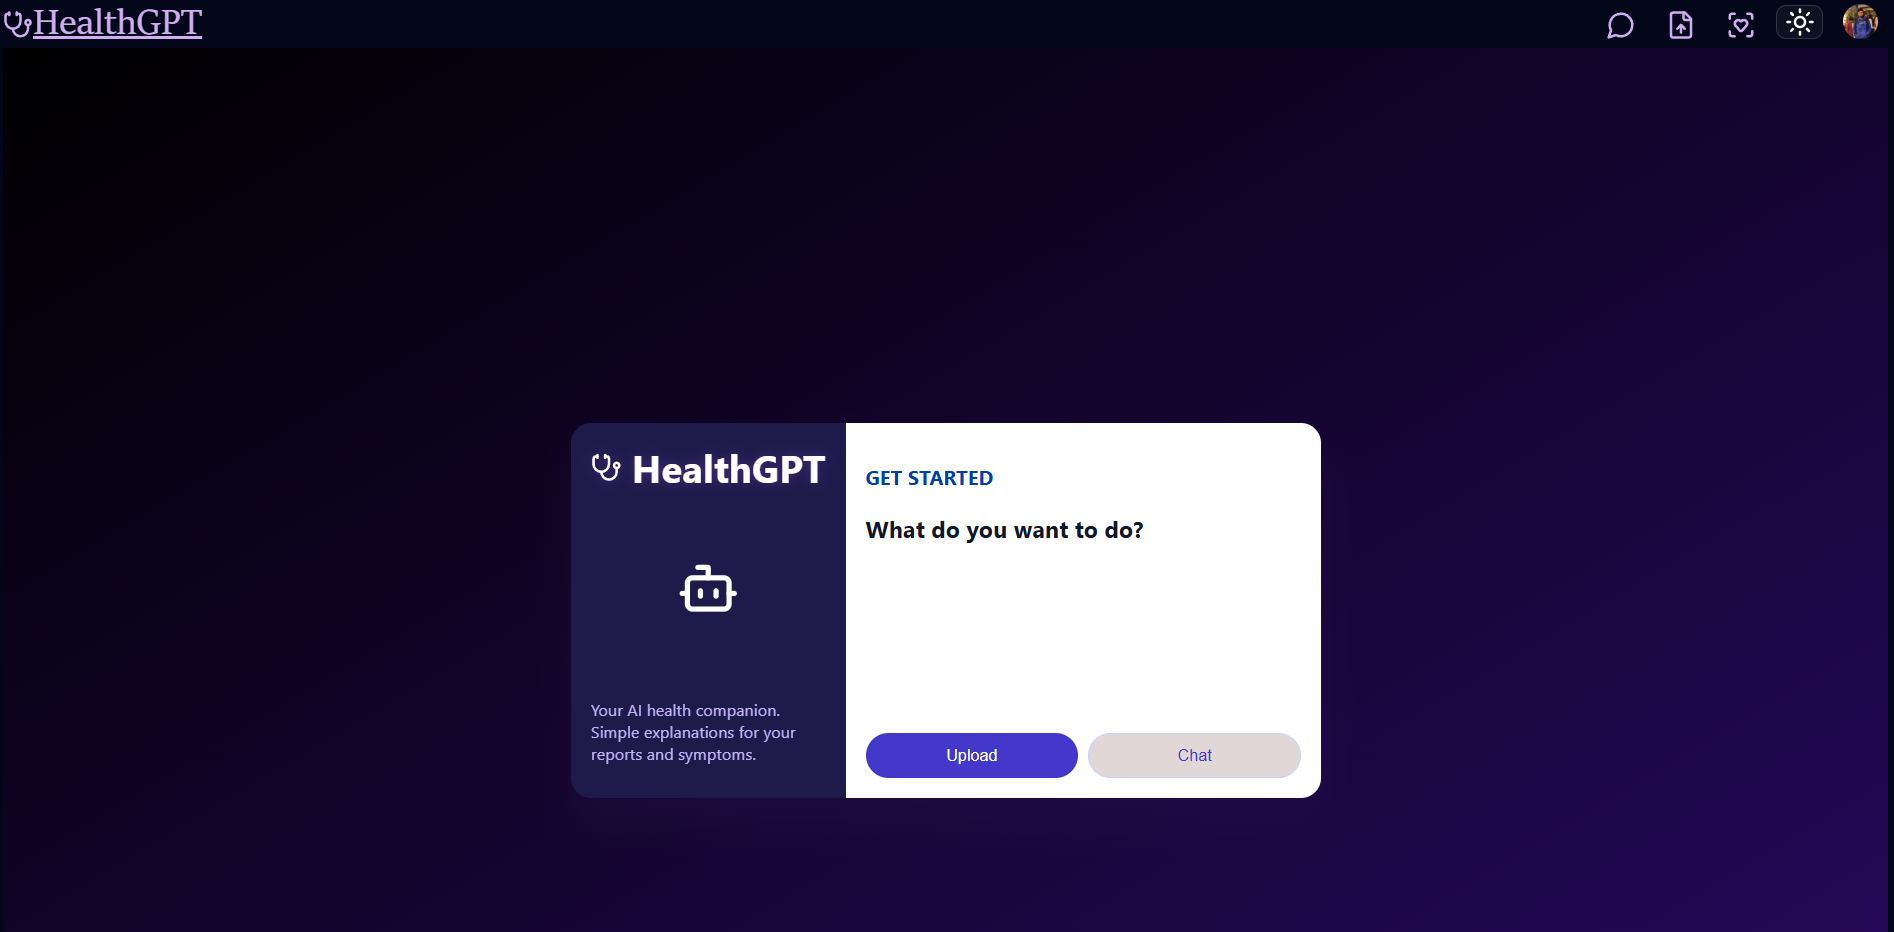 HealthGPT
HealthGPT
Your AI health companion.
Simple explanations for your
reports and symptoms.
GET STARTED
What do you want to do?
Upload
Chat